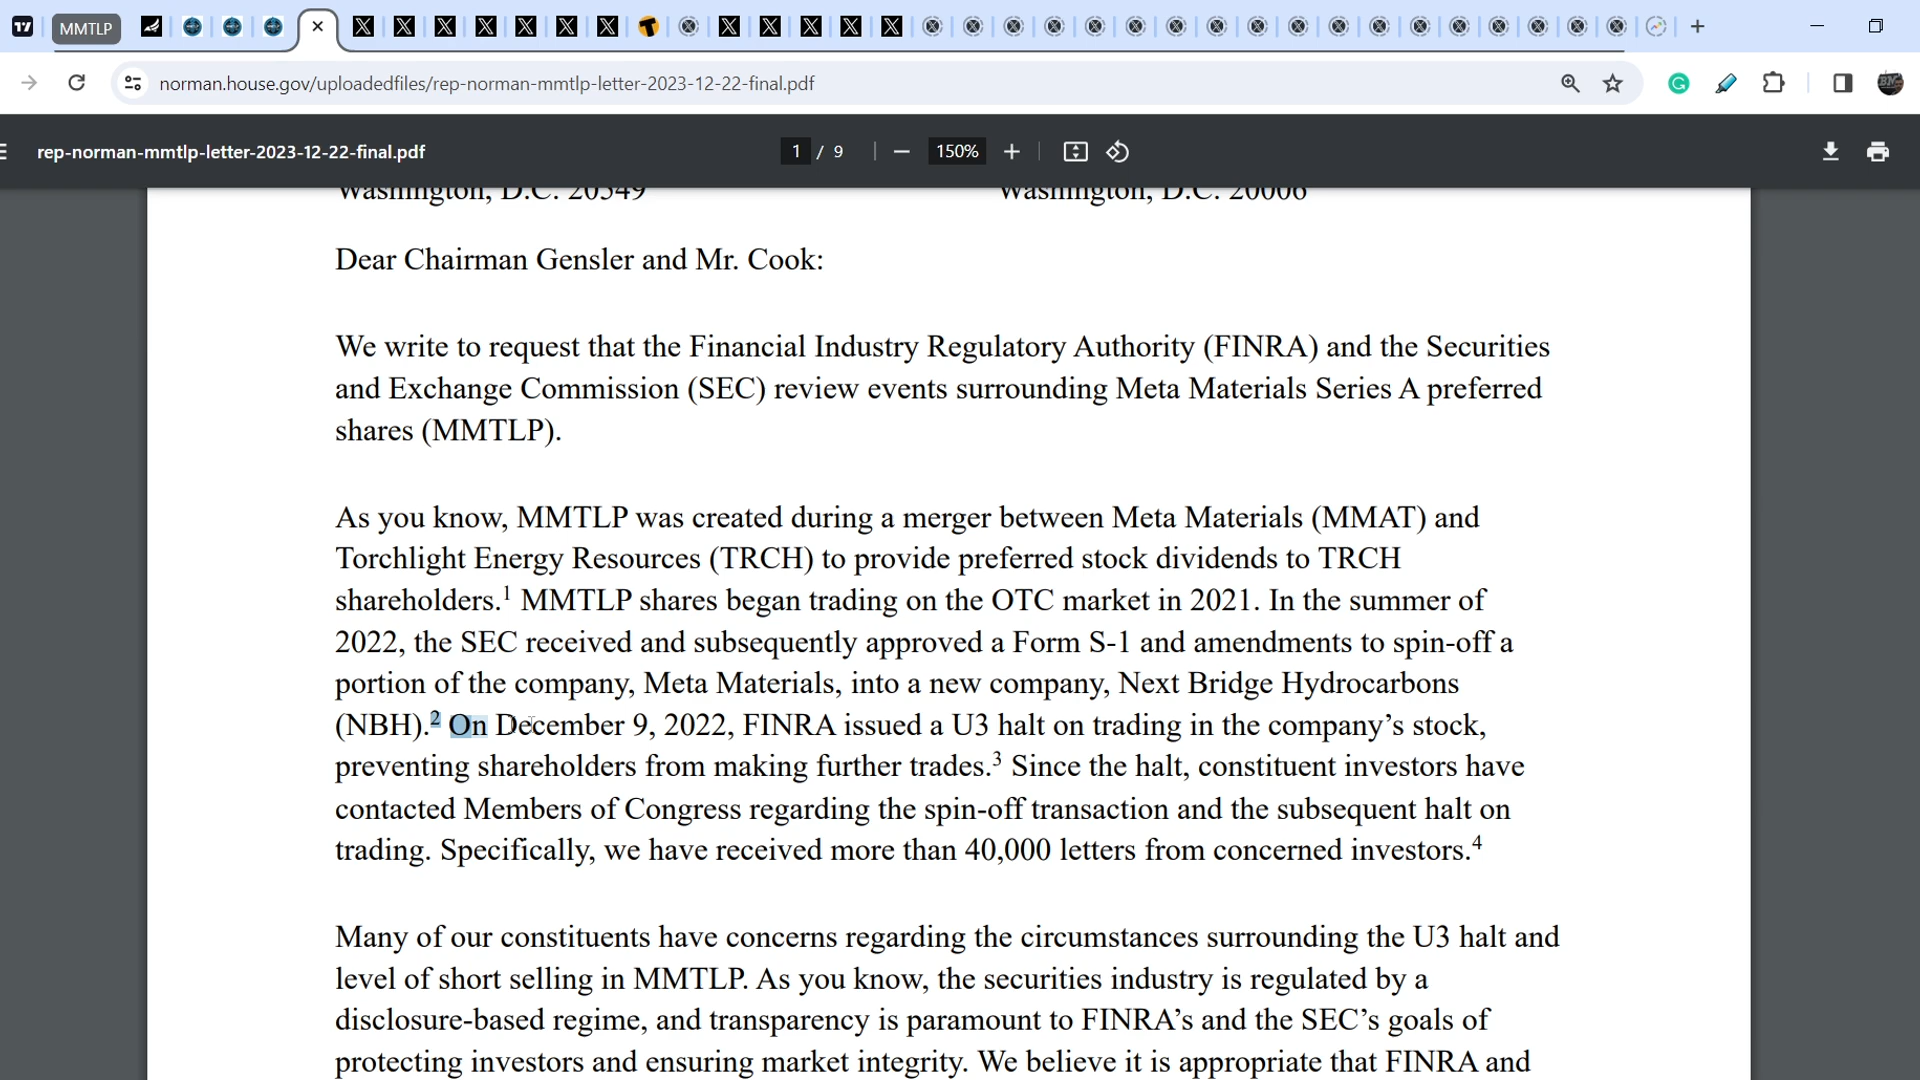 MMTLP
norman.house.gov/uploadedfiles/rep-norman-mmtlp-letter-2023-12-22-final.pdf
rep-norman-mmtlp-letter-2023-12-22-final.pdf
1 / 9
150%
Washington, D.C. 20549 Washington, D.C. 20006
Dear Chairman Gensler and Mr. Cook:
We write to request that the Financial Industry Regulatory Authority (FINRA) and the Securities
and Exchange Commission (SEC) review events surrounding Meta Materials Series A preferred
shares (MMTLP).
As you know, MMTLP was created during a merger between Meta Materials (MMAT) and
Torchlight Energy Resources (TRCH) to provide preferred stock dividends to TRCH
shareholders.1 MMTLP shares began trading on the OTC market in 2021. In the summer of
2022, the SEC received and subsequently approved a Form S-1 and amendments to spin-off a
portion of the company, Meta Materials, into a new company, Next Bridge Hydrocarbons
(NBH).2 On December 9, 2022, FINRA issued a U3 halt on trading in the company’s stock,
preventing shareholders from making further trades.3 Since the halt, constituent investors have
contacted Members of Congress regarding the spin-off transaction and the subsequent halt on
trading. Specifically, we have received more than 40,000 letters from concerned investors.4
Many of our constituents have concerns regarding the circumstances surrounding the U3 halt and
level of short selling in MMTLP. As you know, the securities industry is regulated by a
disclosure-based regime, and transparency is paramount to FINRA’s and the SEC’s goals of
protecting investors and ensuring market integrity. We believe it is appropriate that FINRA and